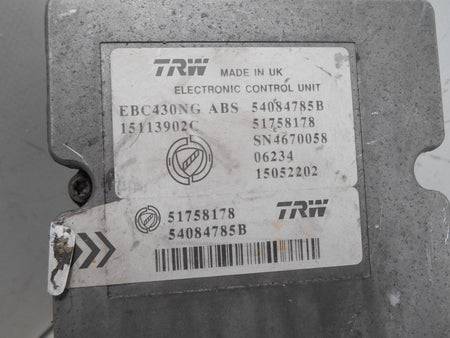 TRW MADE IN UK
ELECTRONIC CONTROL UNIT
EBC430NG ABS 54084785B
15113902C 51758178
SN4670058
06234
15052202
51758178 TRW
54084785B